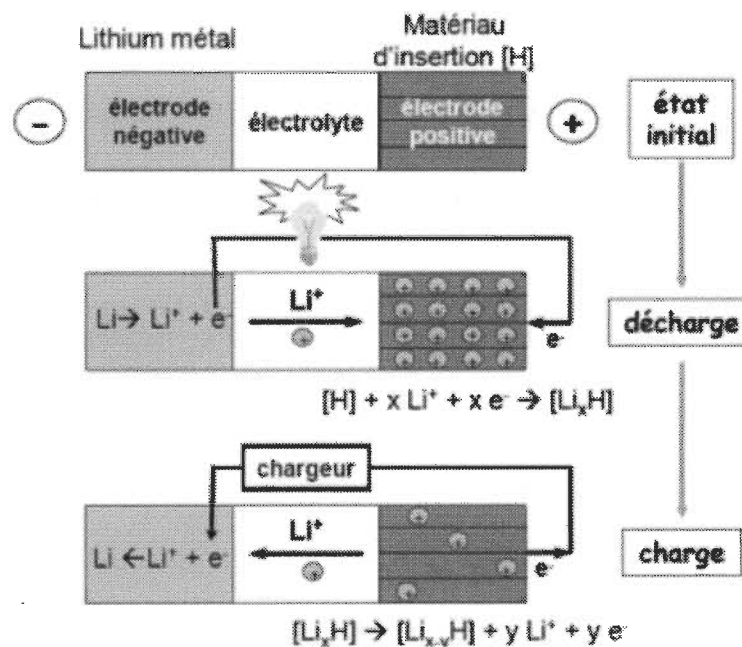 Lithium métal
Matériau
d'insertion [H]
-
électrode
négative
électrolyte
électrode
positive
+
état
initial
Li→ Li⁺ + e⁻
Li⁺
+
e⁻
décharge
[H] + x Li⁺ + x e⁻ → [LiₓH]
chargeur
Li ←Li⁺ + e⁻
Li⁺
+
e⁻
charge
[LiₓH] → [Liₓ₋yH] + y Li⁺ + y e⁻